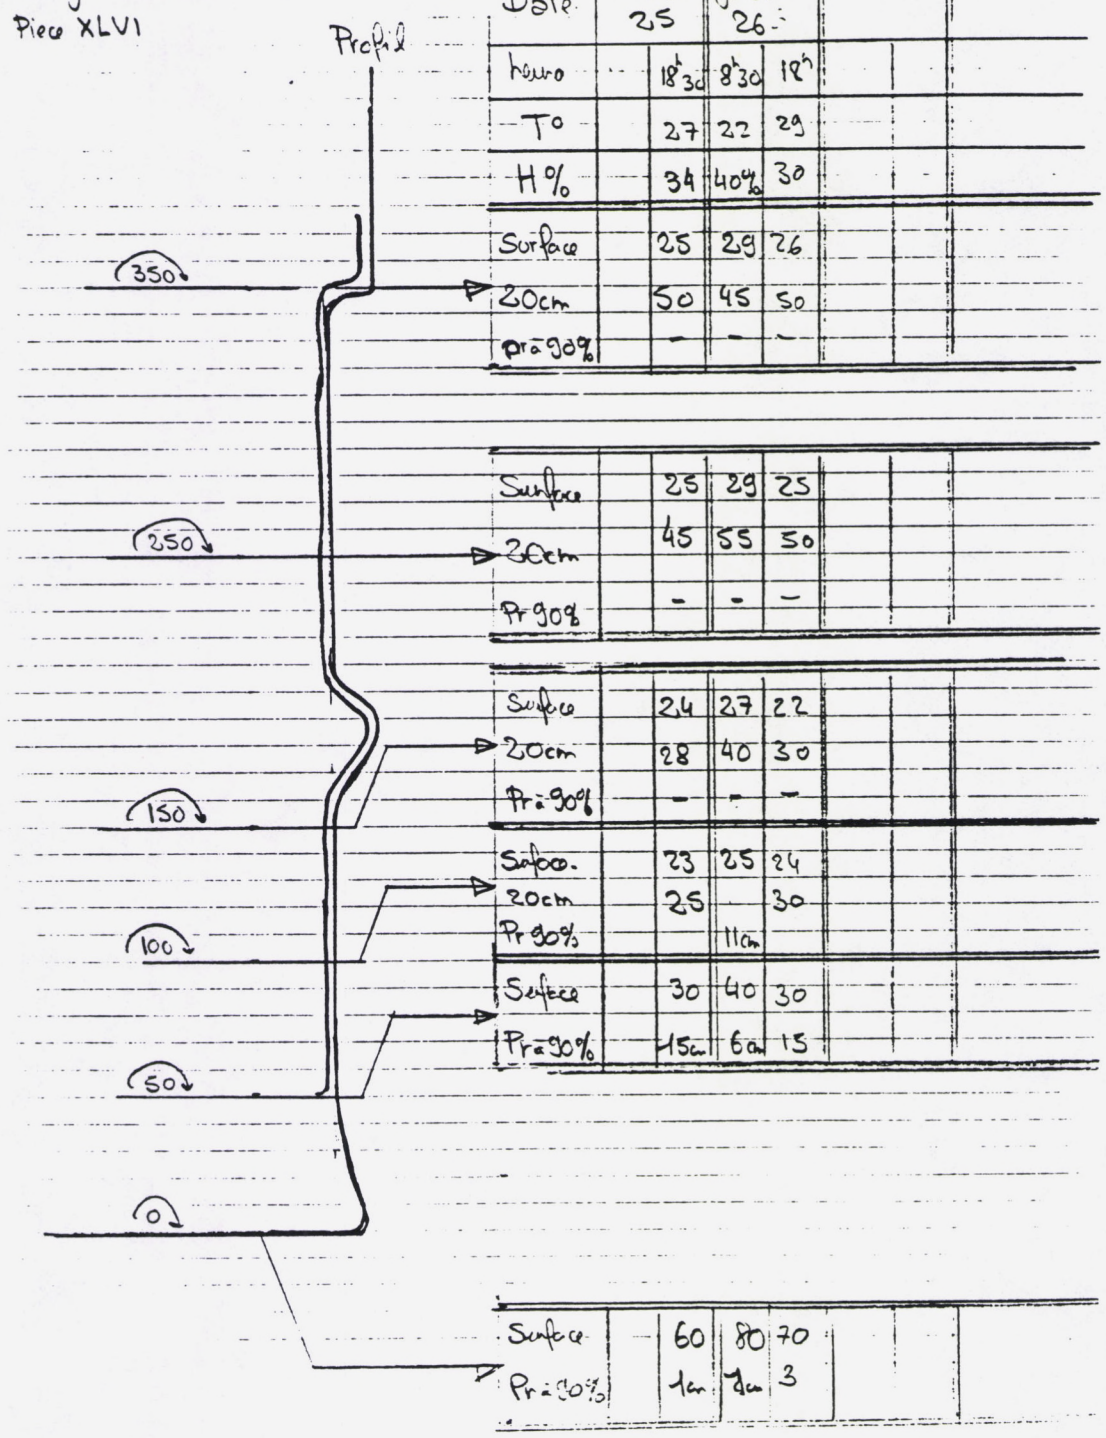 Piece XLVI
Profil
Date
25 26
heure 18h30 8h30 18h
T° 27 22 29
H% 34 40% 30
350
Surface 25 29 26
20cm 50 45 50
pr à 90% - - -
250
Surface 25 29 25
20cm 45 55 50
Pr 90% - - -
150
Surface 24 27 22
20cm 28 40 30
Pr à 90% - - -
100
Saface. 23 25 24
20cm 25 30
Pr 90% 11cm
50
Surface 30 40 30
Pr à 90% 15cm 6cm 15
0
Surface 60 80 70
Pr à 90% 1cm 3